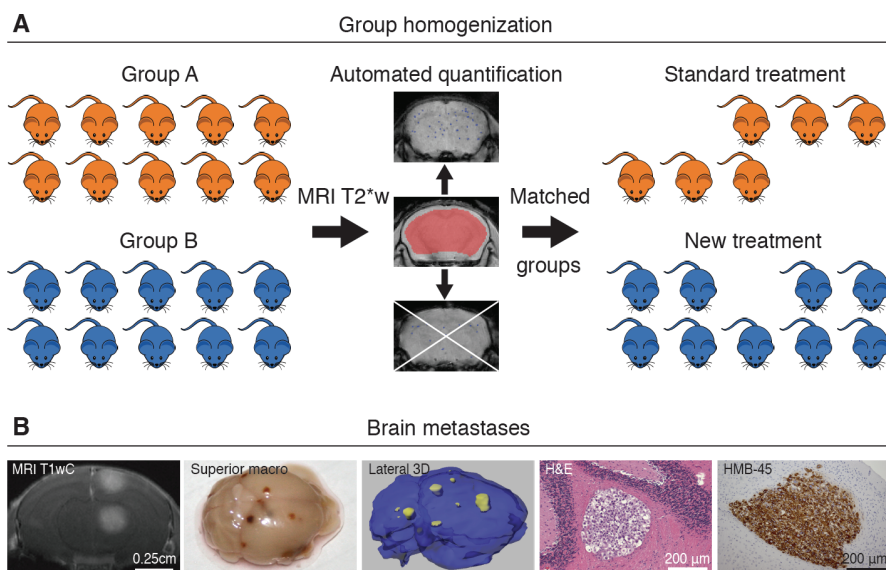 A
Group homogenization
Group A
Automated quantification
Standard treatment
MRI T2*w
Matched
groups
Group B
New treatment
B
Brain metastases
MRI T1wC
0.25cm
Superior macro
Lateral 3D
H&E
200 µm
HMB-45
200 µm